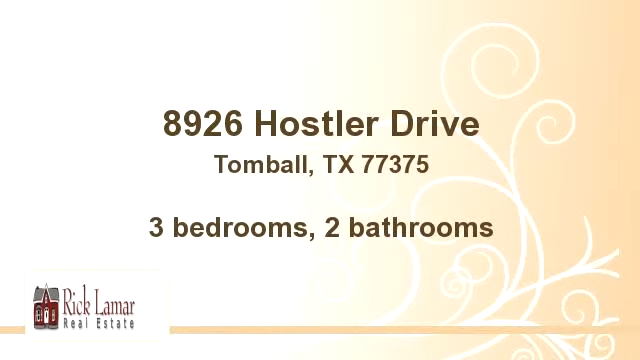 8926 Hostler Drive
Tomball, TX 77375
3 bedrooms, 2 bathrooms
Rick Lamar
Real Estate